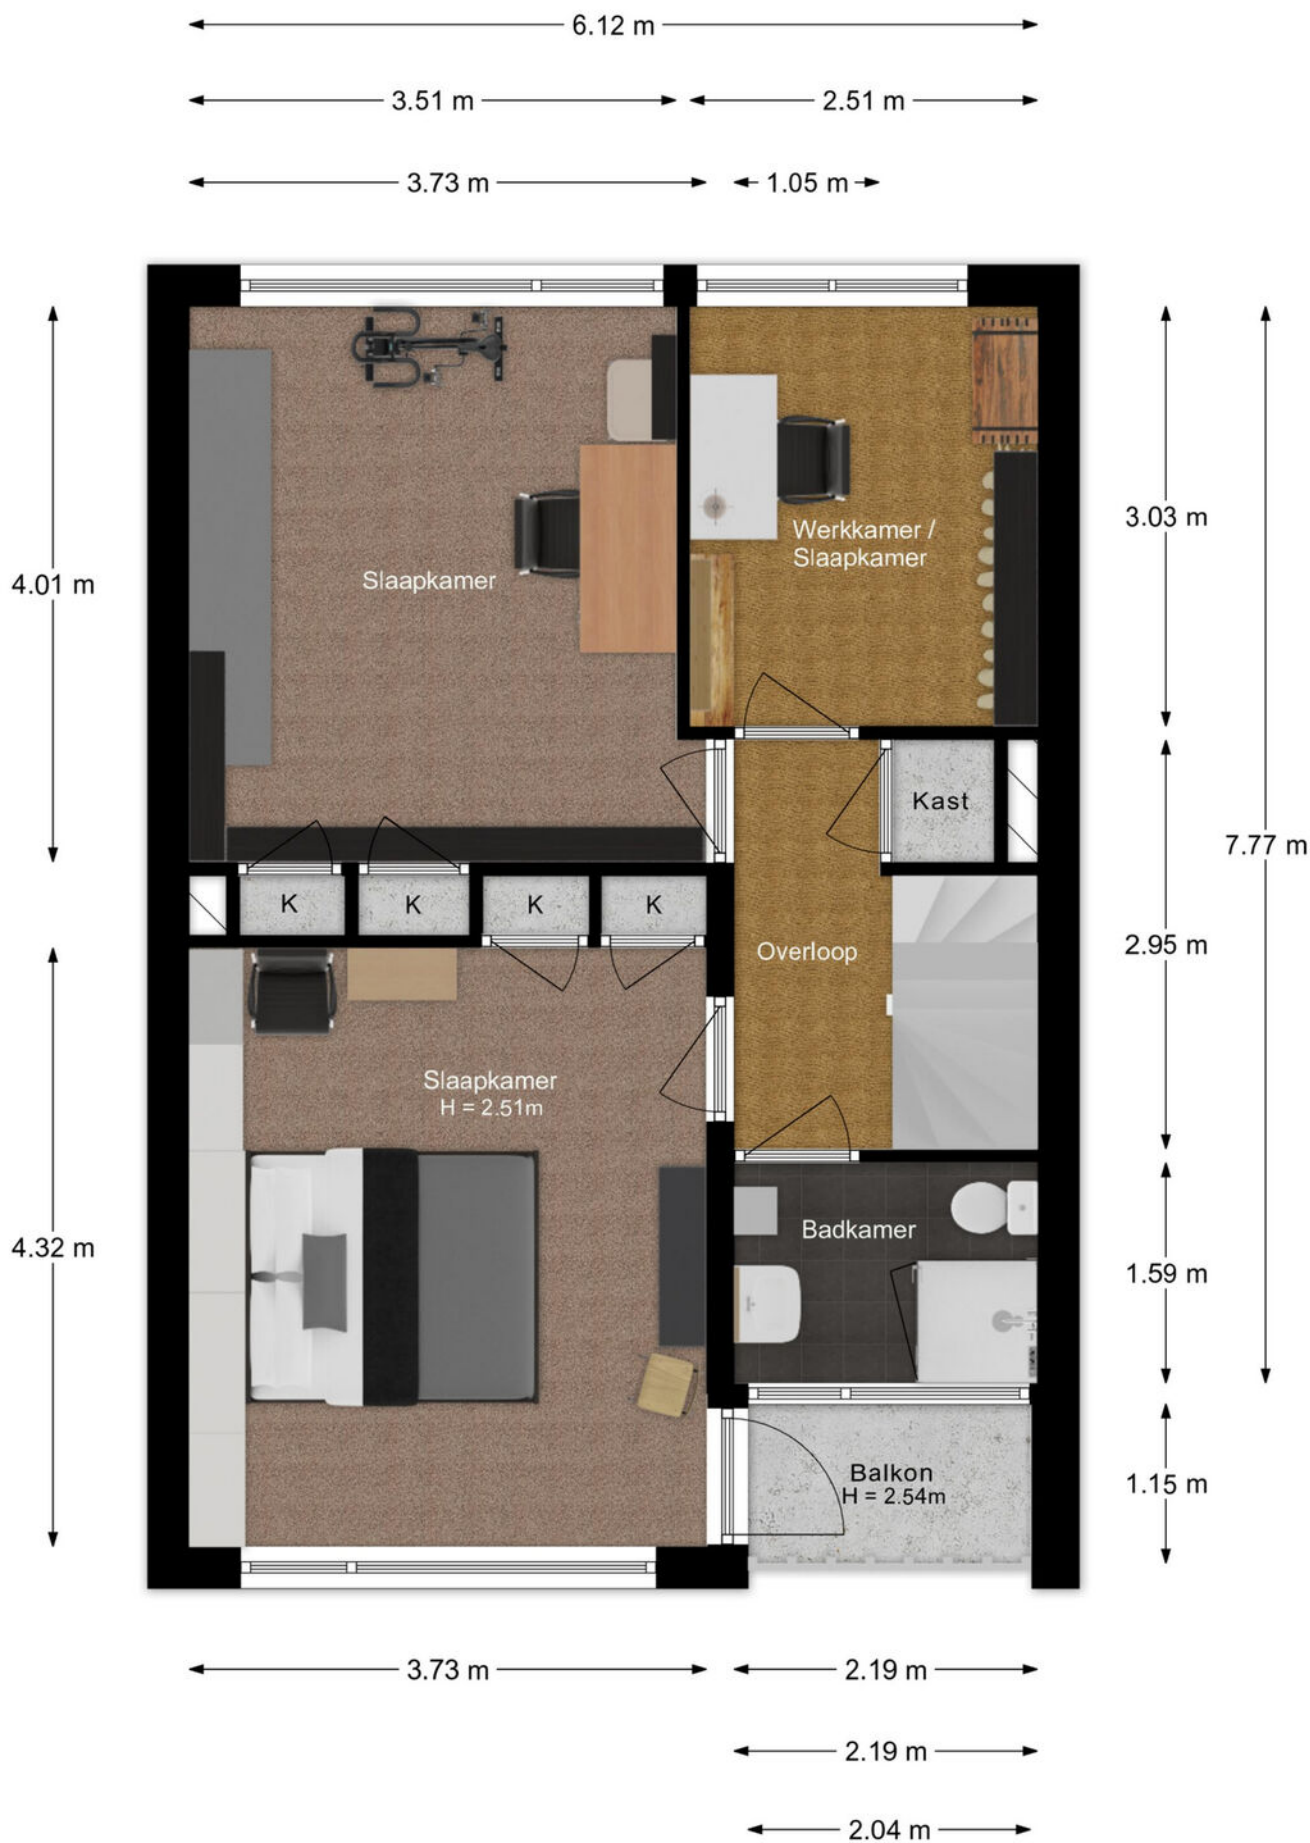 6.12 m
3.51 m
2.51 m
3.73 m
1.05 m
4.01 m
3.03 m
Werkkamer /
Slaapkamer
Slaapkamer
Kast
7.77 m
K
K
K
K
Overloop
2.95 m
Slaapkamer
H = 2.51m
4.32 m
Badkamer
1.59 m
Balkon
H = 2.54m
1.15 m
3.73 m
2.19 m
2.19 m
2.04 m